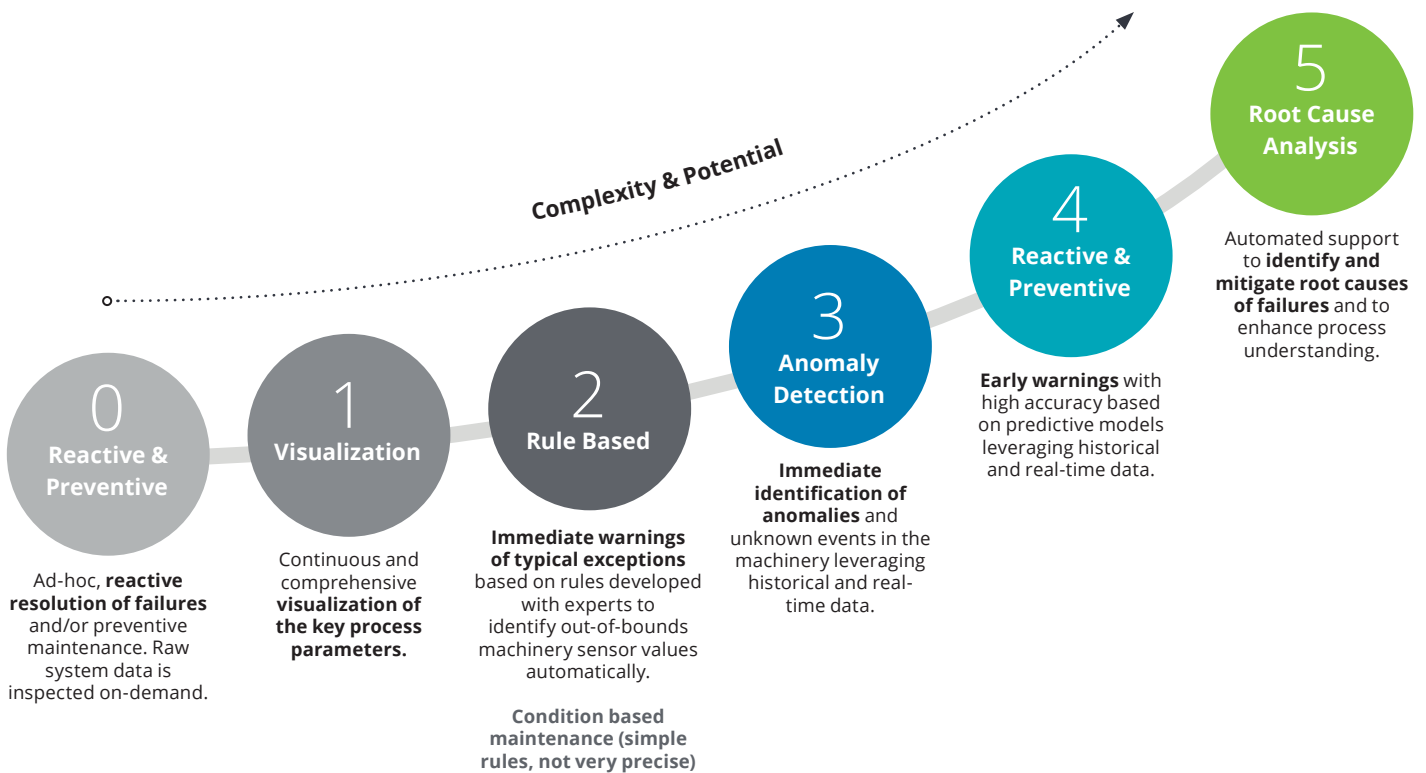 Complexity & Potential
0
Reactive &
Preventive
Ad-hoc, reactive
resolution of failures
and/or preventive
maintenance. Raw
system data is
inspected on-demand.
1
Visualization
Continuous and
comprehensive
visualization of
the key process
parameters.
2
Rule Based
Immediate warnings
of typical exceptions
based on rules developed
with experts to
identify out-of-bounds
machinery sensor values
automatically.
Condition based
maintenance (simple
rules, not very precise)
3
Anomaly
Detection
Immediate
identification of
anomalies and
unknown events in the
machinery leveraging
historical and real-
time data.
4
Reactive &
Preventive
Early warnings with
high accuracy based
on predictive models
leveraging historical
and real-time data.
5
Root Cause
Analysis
Automated support
to identify and
mitigate root causes
of failures and to
enhance process
understanding.